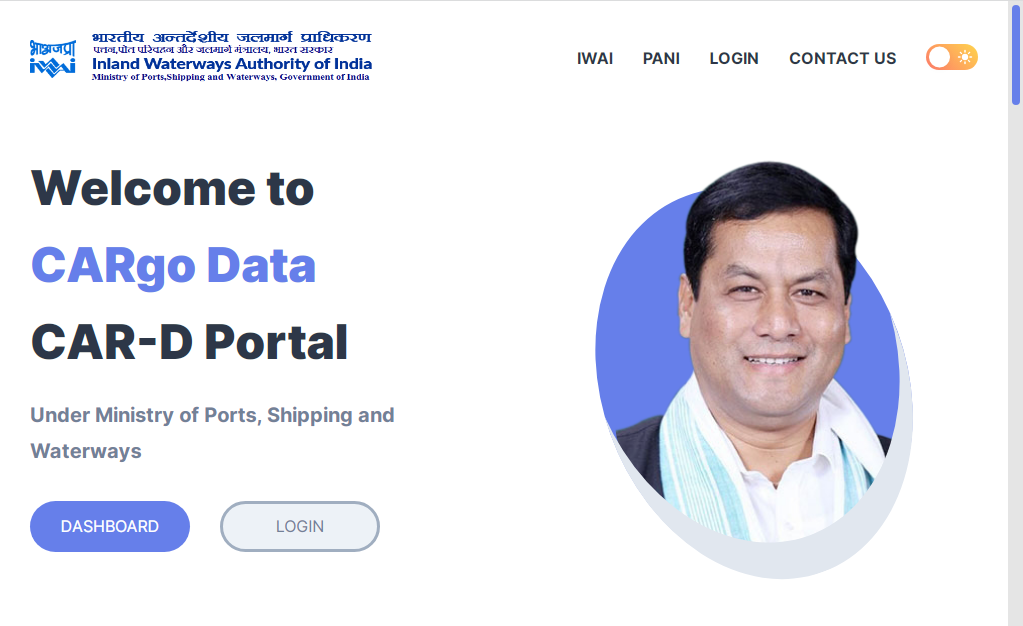 भाअजप्रा
iwai
भारतीय अन्तर्देशीय जलमार्ग प्राधिकरण
पत्तन,पोत परिवहन और जलमार्ग मंत्रालय, भारत सरकार
Inland Waterways Authority of India
Ministry of Ports,Shipping and Waterways, Government of India
IWAI PANI LOGIN CONTACT US
Welcome to
CARgo Data
CAR-D Portal
Under Ministry of Ports, Shipping and
Waterways
DASHBOARD LOGIN